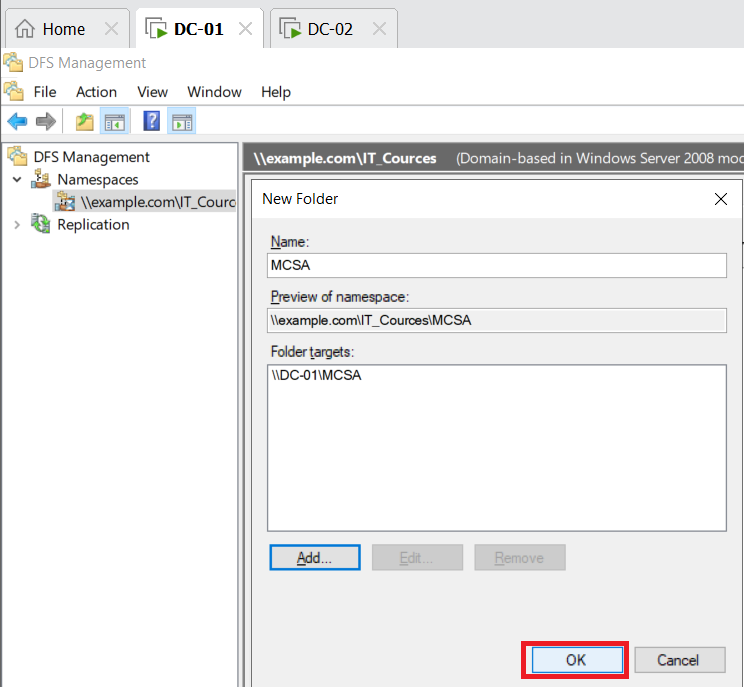 Home
DC-01
DC-02
DFS Management
File Action View Window Help
DFS Management
Namespaces
\\example.com\IT_Courc
Replication
\\example.com\IT_Cources (Domain-based in Windows Server 2008 mod
New Folder
Name:
MCSA
Preview of namespace:
\\example.com\IT_Cources\MCSA
Folder targets:
\\DC-01\MCSA
Add... Edit... Remove
OK Cancel